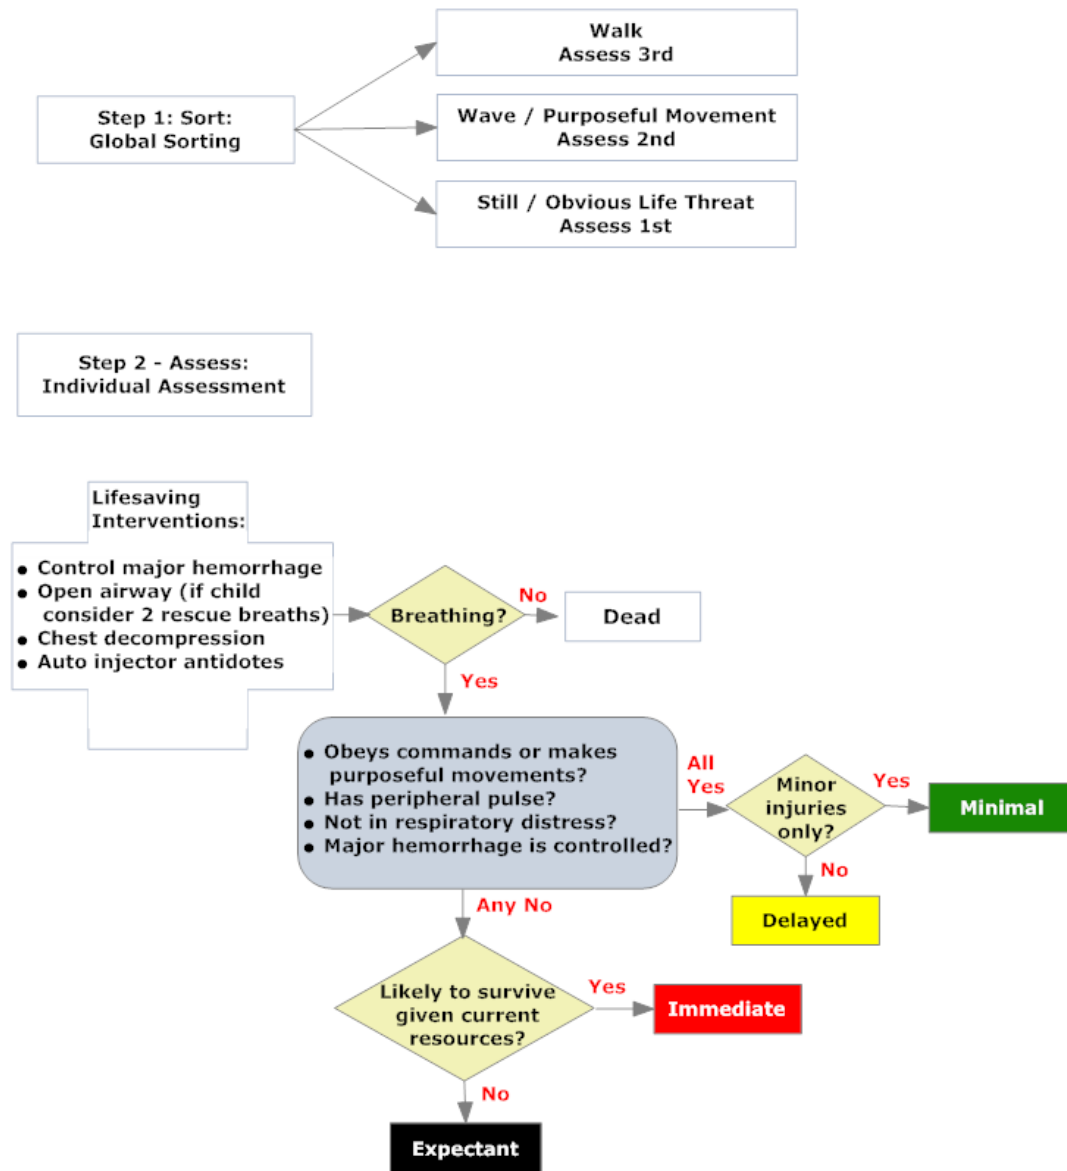 Walk
Assess 3rd
Step 1: Sort:
Global Sorting
Wave / Purposeful Movement
Assess 2nd
Still / Obvious Life Threat
Assess 1st
Step 2 - Assess:
Individual Assessment
Lifesaving
Interventions:
● Control major hemorrhage
● Open airway (if child
consider 2 rescue breaths)
● Chest decompression
● Auto injector antidotes
Breathing?
No
Dead
Yes
● Obeys commands or makes
purposeful movements?
● Has peripheral pulse?
● Not in respiratory distress?
● Major hemorrhage is controlled?
All
Yes
Minor
injuries
only?
Yes
Minimal
No
Delayed
Any No
Likely to survive
given current
resources?
Yes
Immediate
No
Expectant